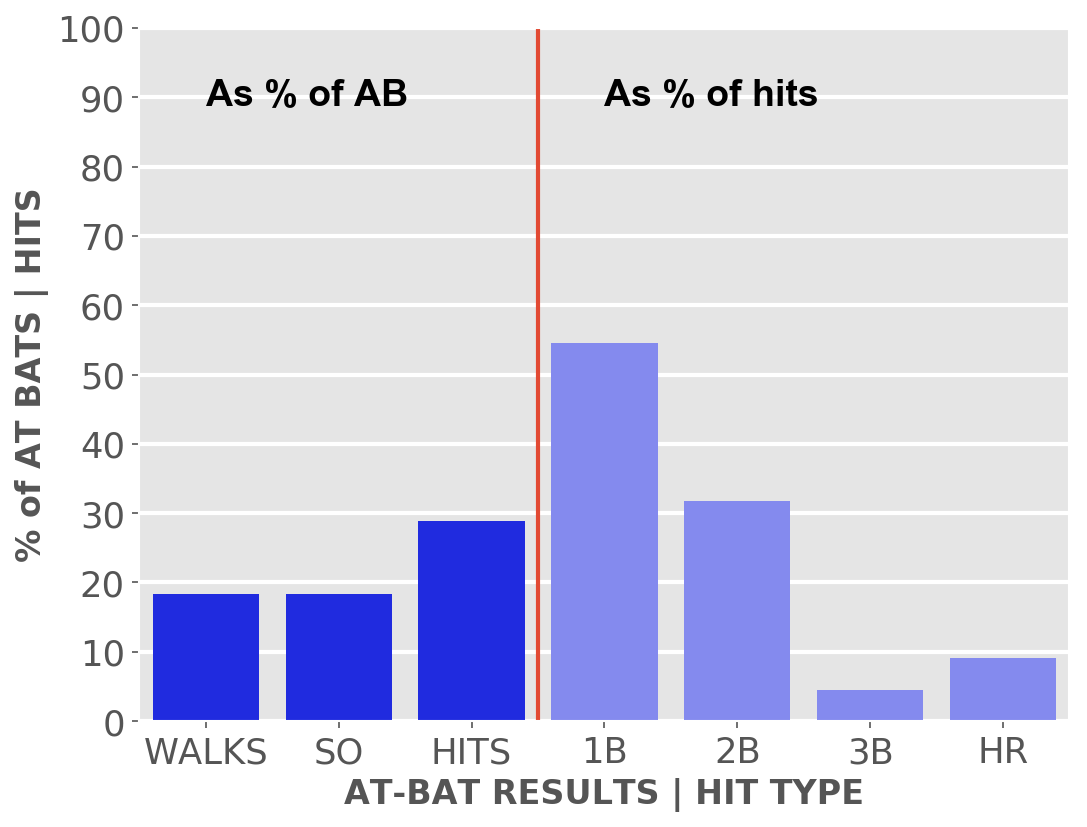 As % of AB
As % of hits
% of AT BATS | HITS
100
90
80
70
60
50
40
30
20
10
0
WALKS SO HITS 1B 2B 3B HR
AT-BAT RESULTS | HIT TYPE